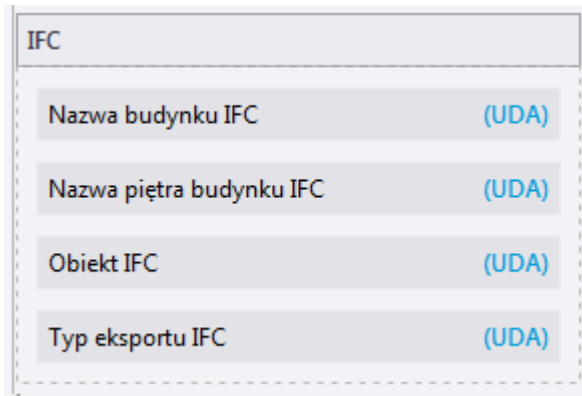 IFC
Nazwa budynku IFC (UDA)
Nazwa piętra budynku IFC (UDA)
Obiekt IFC (UDA)
Typ eksportu IFC (UDA)